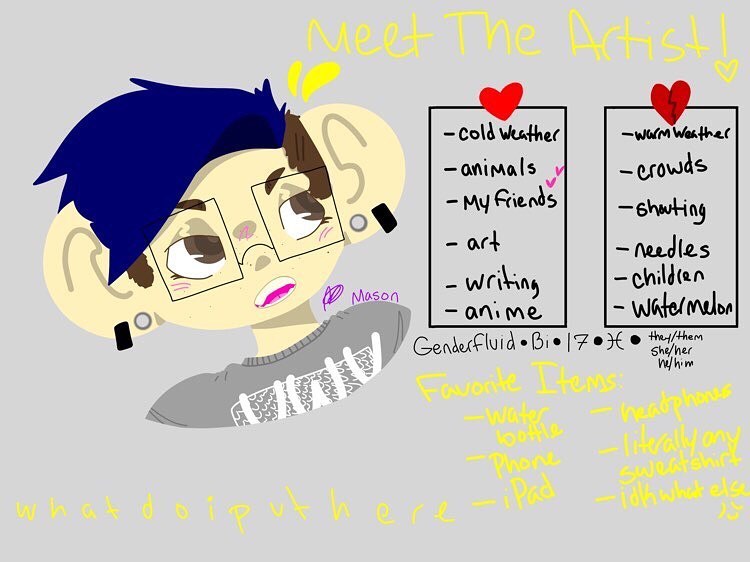 Meet The Artist!
- cold weather
- animals
- My friends
- art
- writing
- anime
- warm weather
- crowds
- shouting
- needles
- children
- watermelon
Mason
Genderfluid • Bi • 17 • ♓ •
they/them
she/her
he/him
Favorite Items:
- water
bottle
- Phone
- iPad
- headphones
- literally any
sweatshirt
- idk what else
w h a t d o i p u t h e r e